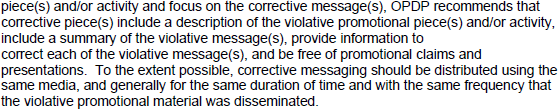 piece(s) and/or activity and focus on the corrective message(s), OPDP recommends that
corrective piece(s) include a description of the violative promotional piece(s) and/or activity,
include a summary of the violative message(s), provide information to
correct each of the violative message(s), and be free of promotional claims and
presentations.  To the extent possible, corrective messaging should be distributed using the
same media, and generally for the same duration of time and with the same frequency that
the violative promotional material was disseminated.